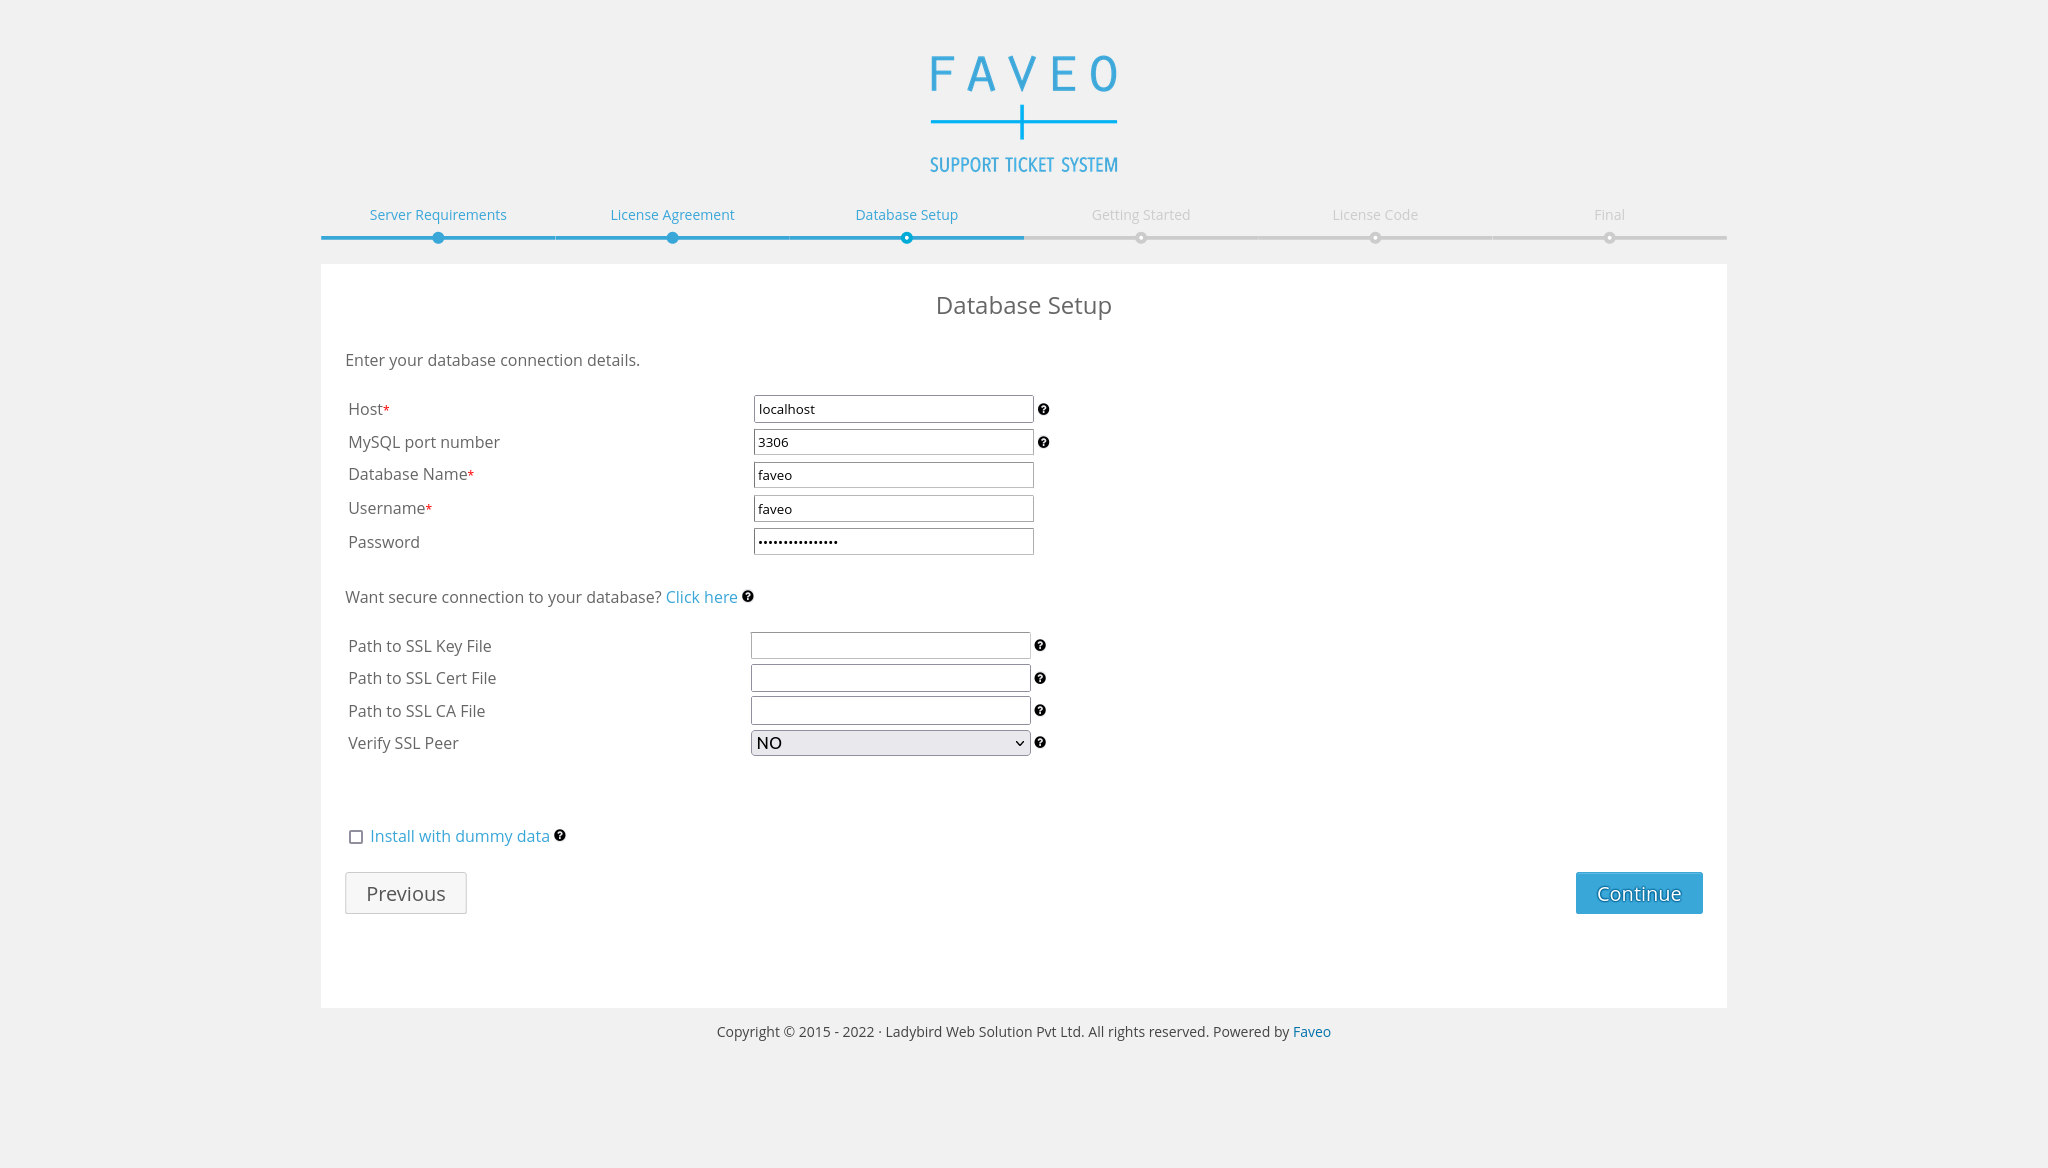 FAVEO
SUPPORT TICKET SYSTEM
Server Requirements License Agreement Database Setup Getting Started License Code Final
Database Setup
Enter your database connection details.
Host* localhost
MySQL port number 3306
Database Name* faveo
Username* faveo
Password ••••••••••••••••
Want secure connection to your database? Click here
Path to SSL Key File
Path to SSL Cert File
Path to SSL CA File
Verify SSL Peer NO
Install with dummy data
Previous Continue
Copyright © 2015 - 2022 · Ladybird Web Solution Pvt Ltd. All rights reserved. Powered by Faveo